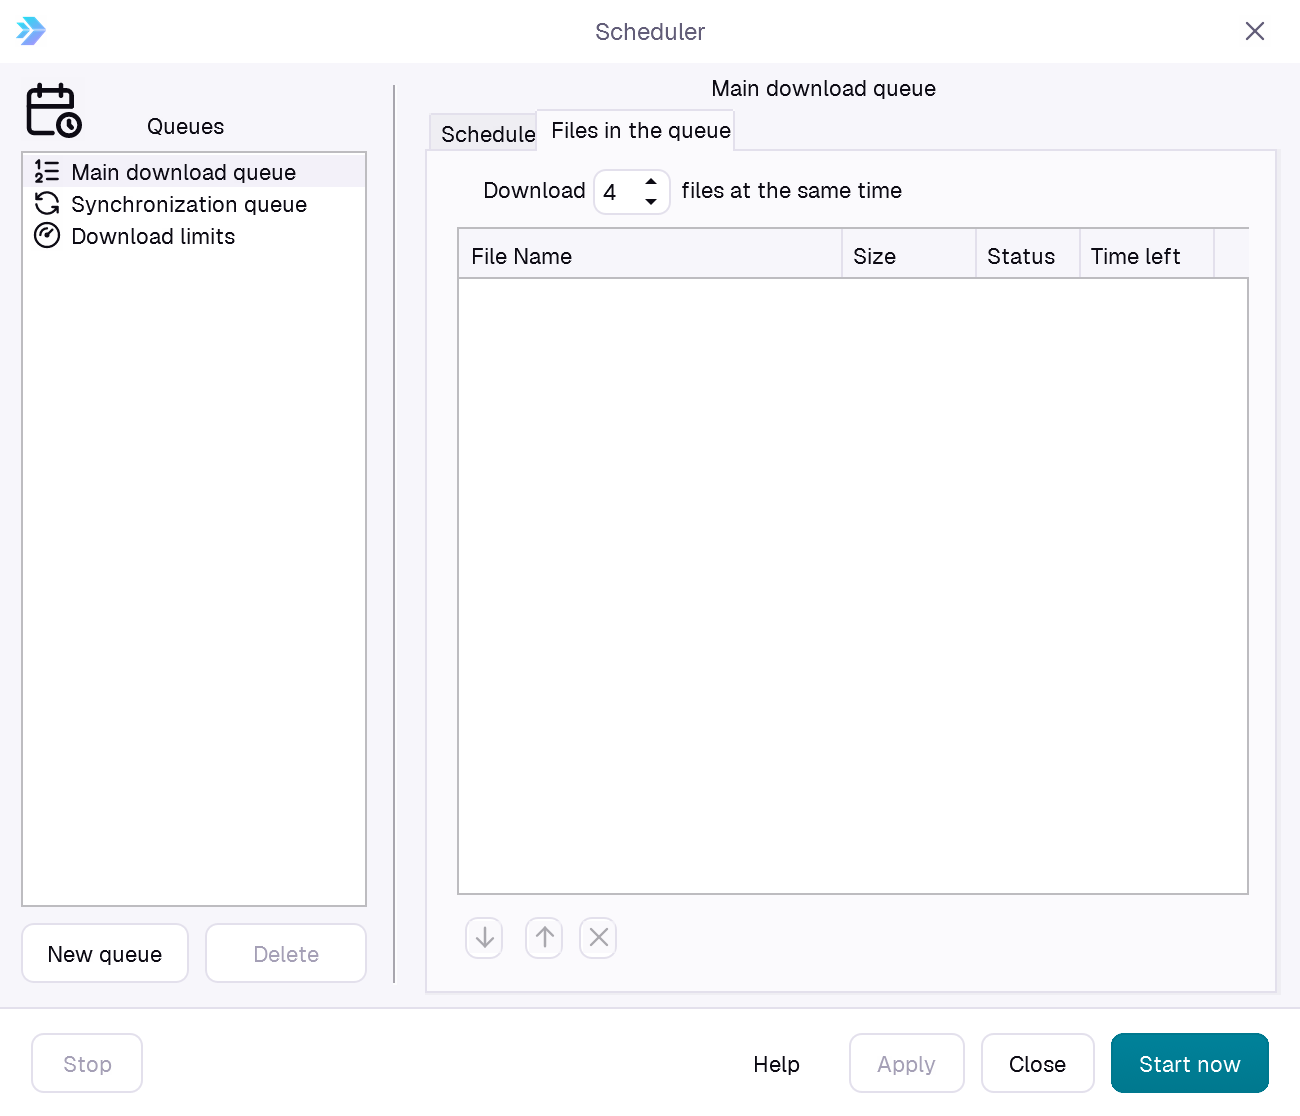 Scheduler
Queues
Main download queue
Synchronization queue
Download limits
New queue
Delete
Main download queue
Schedule
Files in the queue
Download 4 files at the same time
File Name
Size
Status
Time left
Stop
Help
Apply
Close
Start now